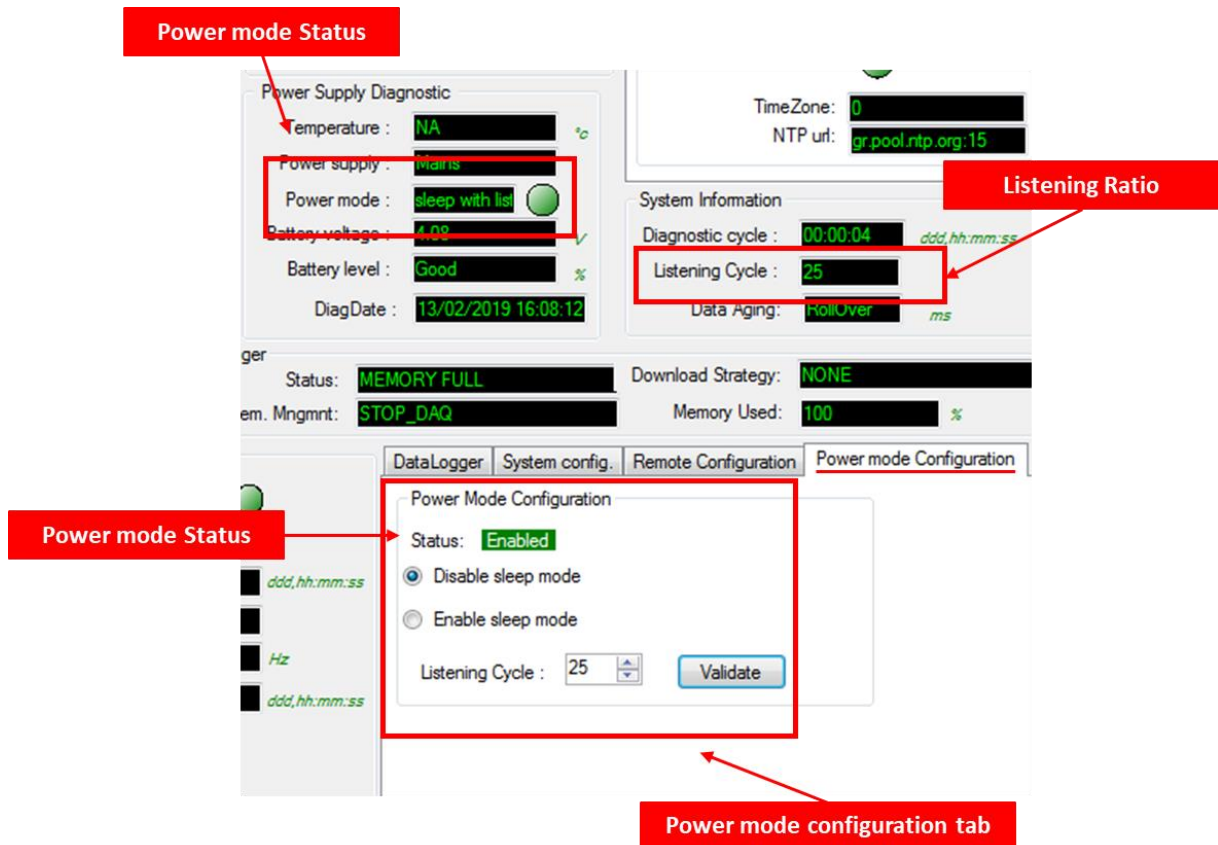 Power mode Status
Power Supply Diagnostic
Temperature : NA °c
Power supply : Mains
Power mode : sleep with list
Battery voltage : 4.08 V
Battery level : Good %
DiagDate : 13/02/2019 16:08:12
TimeZone: 0
NTP url: gr.pool.ntp.org:15
Listening Ratio
System Information
Diagnostic cycle : 00:00:04 ddd,hh:mm:ss
Listening Cycle : 25
Data Aging: RollOver ms
ger
Status: MEMORY FULL
Download Strategy: NONE
em. Mngmnt: STOP_DAQ
Memory Used: 100 %
DataLogger System config. Remote Configuration Power mode Configuration
Power Mode Configuration
Power mode Status
Status: Enabled
Disable sleep mode
ddd,hh:mm:ss
Enable sleep mode
Hz
Listening Cycle : 25 Validate
ddd,hh:mm:ss
Power mode configuration tab